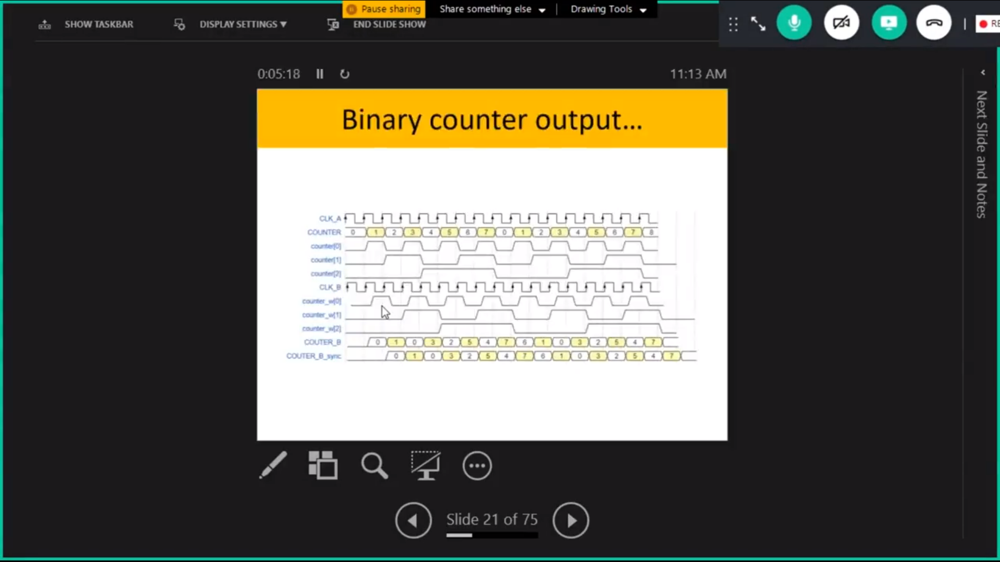 Pause sharing
Share something else
Drawing Tools
SHOW TASKBAR
DISPLAY SETTINGS
END SLIDE SHOW
0:05:18
11:13 AM
Binary counter output...
CLK_A
COUNTER 0 1 2 3 4 5 6 7 0 1 2 3 4 5 6 7 8
counter[0]
counter[1]
counter[2]
CLK_B
counter_w[0]
counter_w[1]
counter_w[2]
COUTER_B 0 1 0 3 2 5 4 7 6 1 0 3 2 5 4 7
COUTER_B_sync 0 1 0 3 2 5 4 7 6 1 0 3 2 5 4 7
Slide 21 of 75
Next Slide and Notes